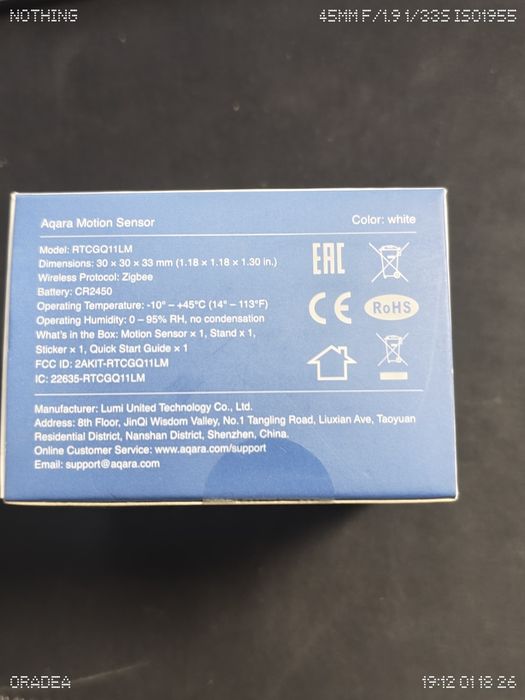 NOTHING
45MM F/1.9 1/33S ISO1955
Aqara Motion Sensor
Color: white
Model: RTCGQ11LM
Dimensions: 30 × 30 × 33 mm (1.18 × 1.18 × 1.30 in.)
Wireless Protocol: Zigbee
Battery: CR2450
Operating Temperature: -10° – +45°C (14° – 113°F)
Operating Humidity: 0 – 95% RH, no condensation
What's in the Box: Motion Sensor × 1, Stand × 1,
Sticker × 1, Quick Start Guide × 1
FCC ID: 2AKIT-RTCGQ11LM
IC: 22635-RTCGQ11LM
EAC
CE
RoHS
Manufacturer: Lumi United Technology Co., Ltd.
Address: 8th Floor, JinQi Wisdom Valley, No.1 Tangling Road, Liuxian Ave, Taoyuan
Residential District, Nanshan District, Shenzhen, China.
Online Customer Service: www.aqara.com/support
Email: support@aqara.com
ORADEA
19:12 01 18 26